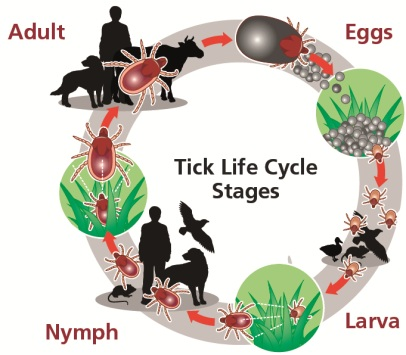 Adult
Eggs
Tick Life Cycle
Stages
Nymph
Larva